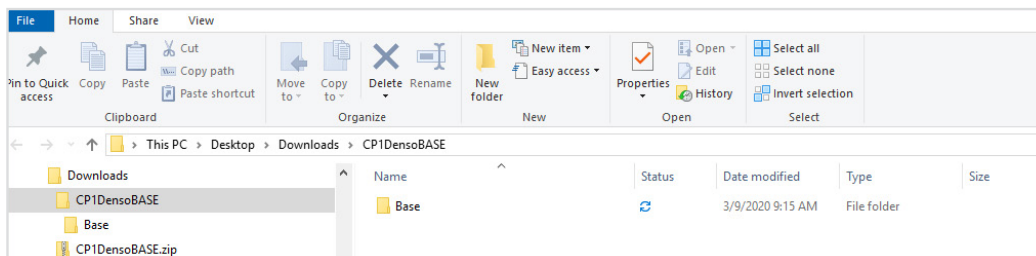 File Home Share View
Pin to Quick access
Copy
Paste
Cut
Copy path
Paste shortcut
Clipboard
Move to
Copy to
Delete
Rename
Organize
New folder
New item
Easy access
New
Properties
Open
Edit
History
Open
Select all
Select none
Invert selection
Select
This PC > Desktop > Downloads > CP1DensoBASE
Downloads
CP1DensoBASE
Base
CP1DensoBASE.zip
Name Status Date modified Type Size
Base 3/9/2020 9:15 AM File folder